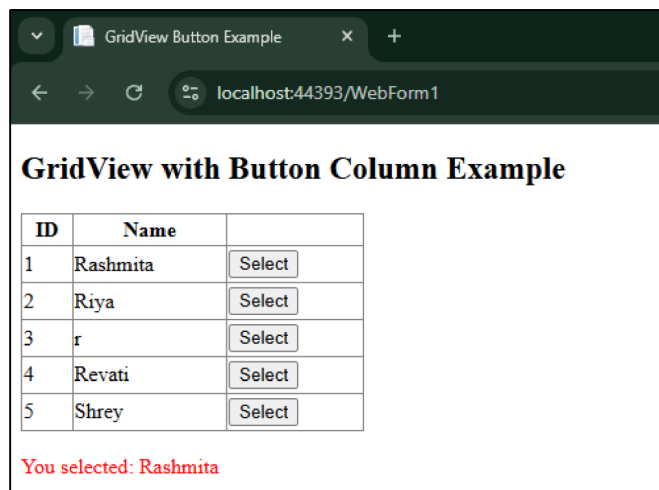 GridView Button Example
localhost:44393/WebForm1
GridView with Button Column Example
ID Name
1 Rashmita Select
2 Riya Select
3 r Select
4 Revati Select
5 Shrey Select
You selected: Rashmita